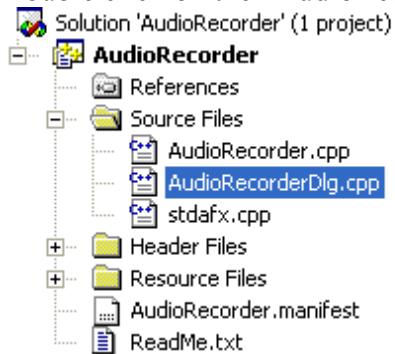 Solution 'AudioRecorder' (1 project)
AudioRecorder
References
Source Files
AudioRecorder.cpp
AudioRecorderDlg.cpp
stdafx.cpp
Header Files
Resource Files
AudioRecorder.manifest
ReadMe.txt